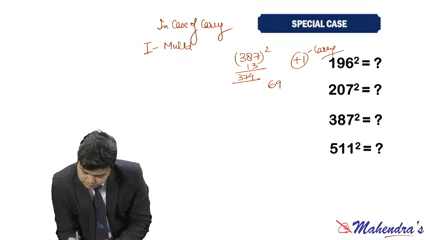 In Case of Carry
SPECIAL CASE
I - Multi
(387)²
13
374
69
+1 - Carry
196² = ?
207² = ?
387² = ?
511² = ?
Mahendra's